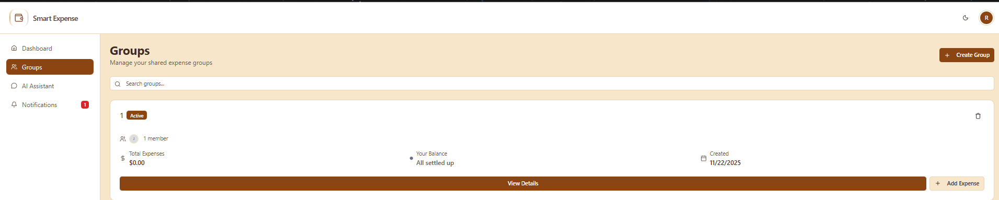 Smart Expense
R
Dashboard
Groups
AI Assistant
Notifications 1
Groups
Manage your shared expense groups
+ Create Group
Search groups...
1 Active
J 1 member
$ Total Expenses
$0.00
Your Balance
All settled up
Created
11/22/2025
View Details
+ Add Expense